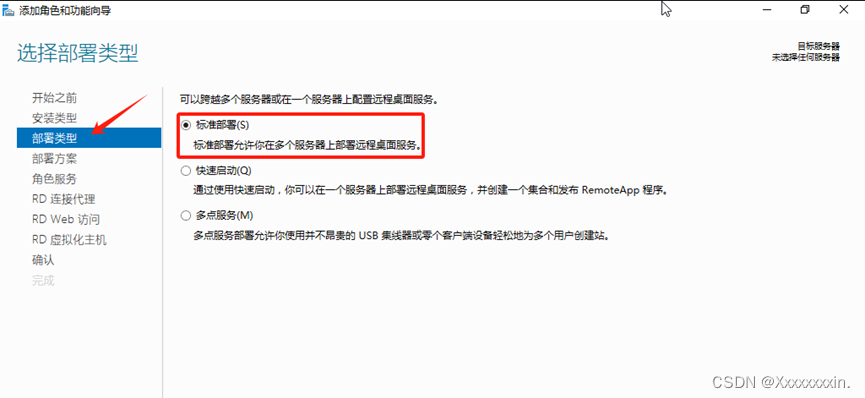 添加角色和功能向导
选择部署类型
目标服务器
未选择任何服务器
开始之前
安装类型
部署类型
部署方案
角色服务
RD 连接代理
RD Web 访问
RD 虚拟化主机
确认
完成
可以跨越多个服务器或在一个服务器上配置远程桌面服务。
标准部署(S)
标准部署允许你在多个服务器上部署远程桌面服务。
快速启动(Q)
通过使用快速启动，你可以在一个服务器上部署远程桌面服务，并创建一个集合和发布 RemoteApp 程序。
多点服务(M)
多点服务部署允许你使用并不昂贵的 USB 集线器或零个客户端设备轻松地为多个用户创建站。
CSDN @Xxxxxxxxin.